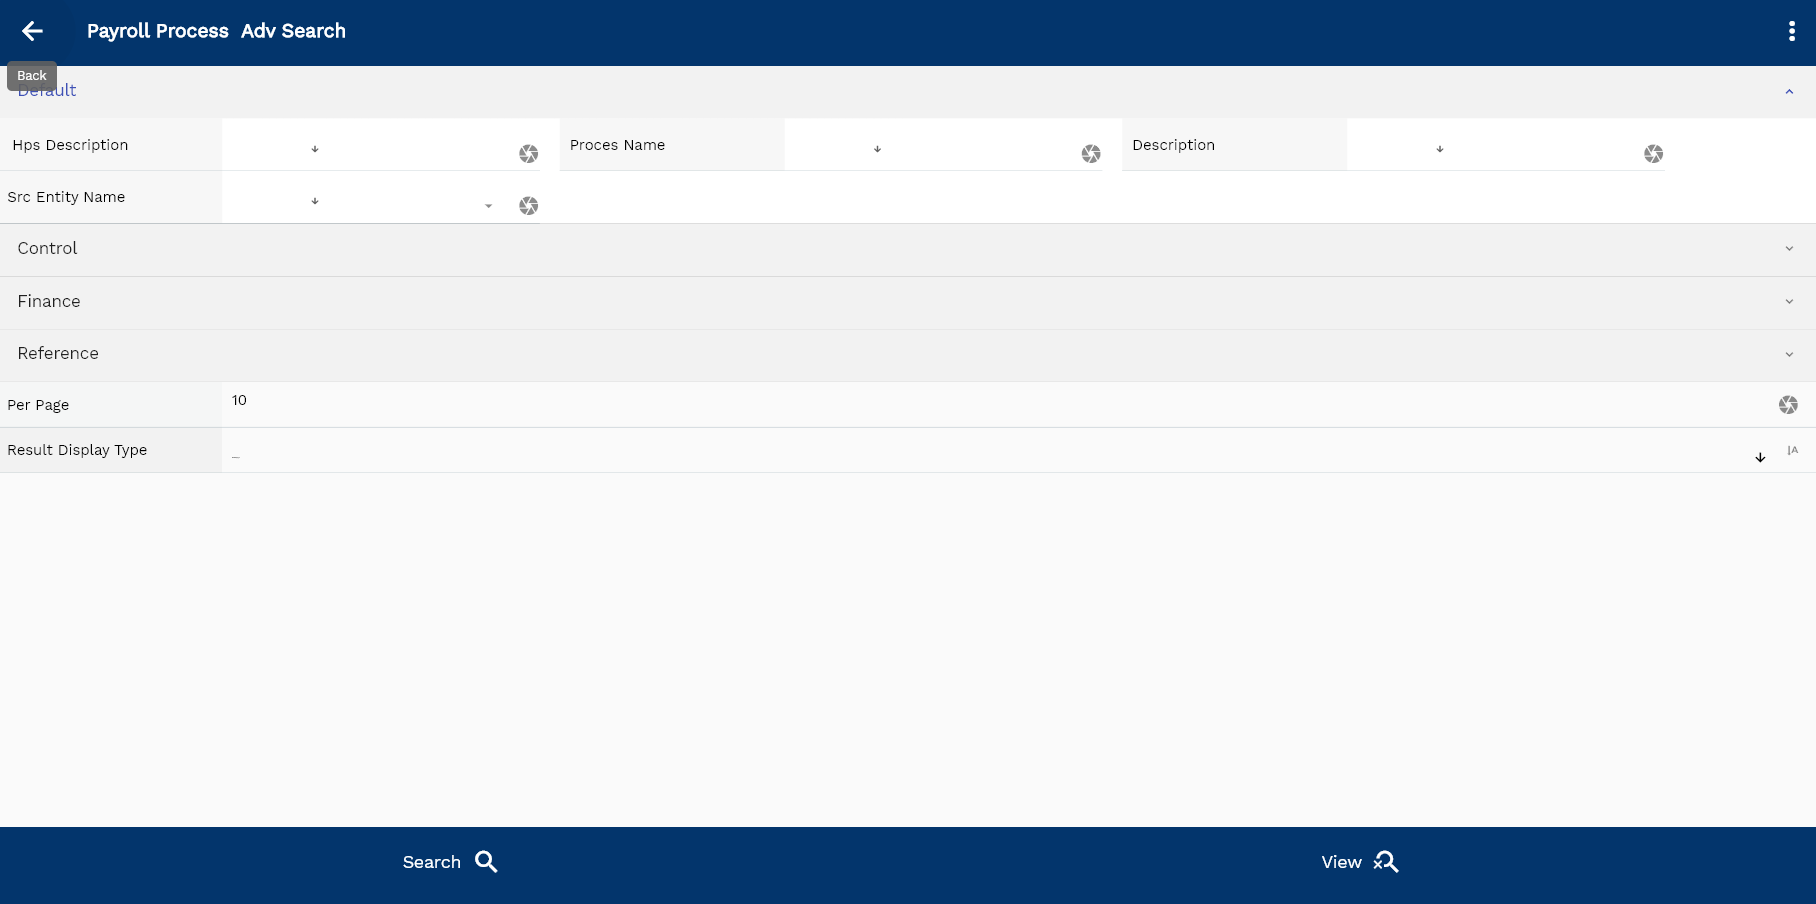 Payroll Process Adv Search
Back
Default
Hps Description
Proces Name
Description
Src Entity Name
Control
Finance
Reference
Per Page
10
Result Display Type
_
A
Search
View